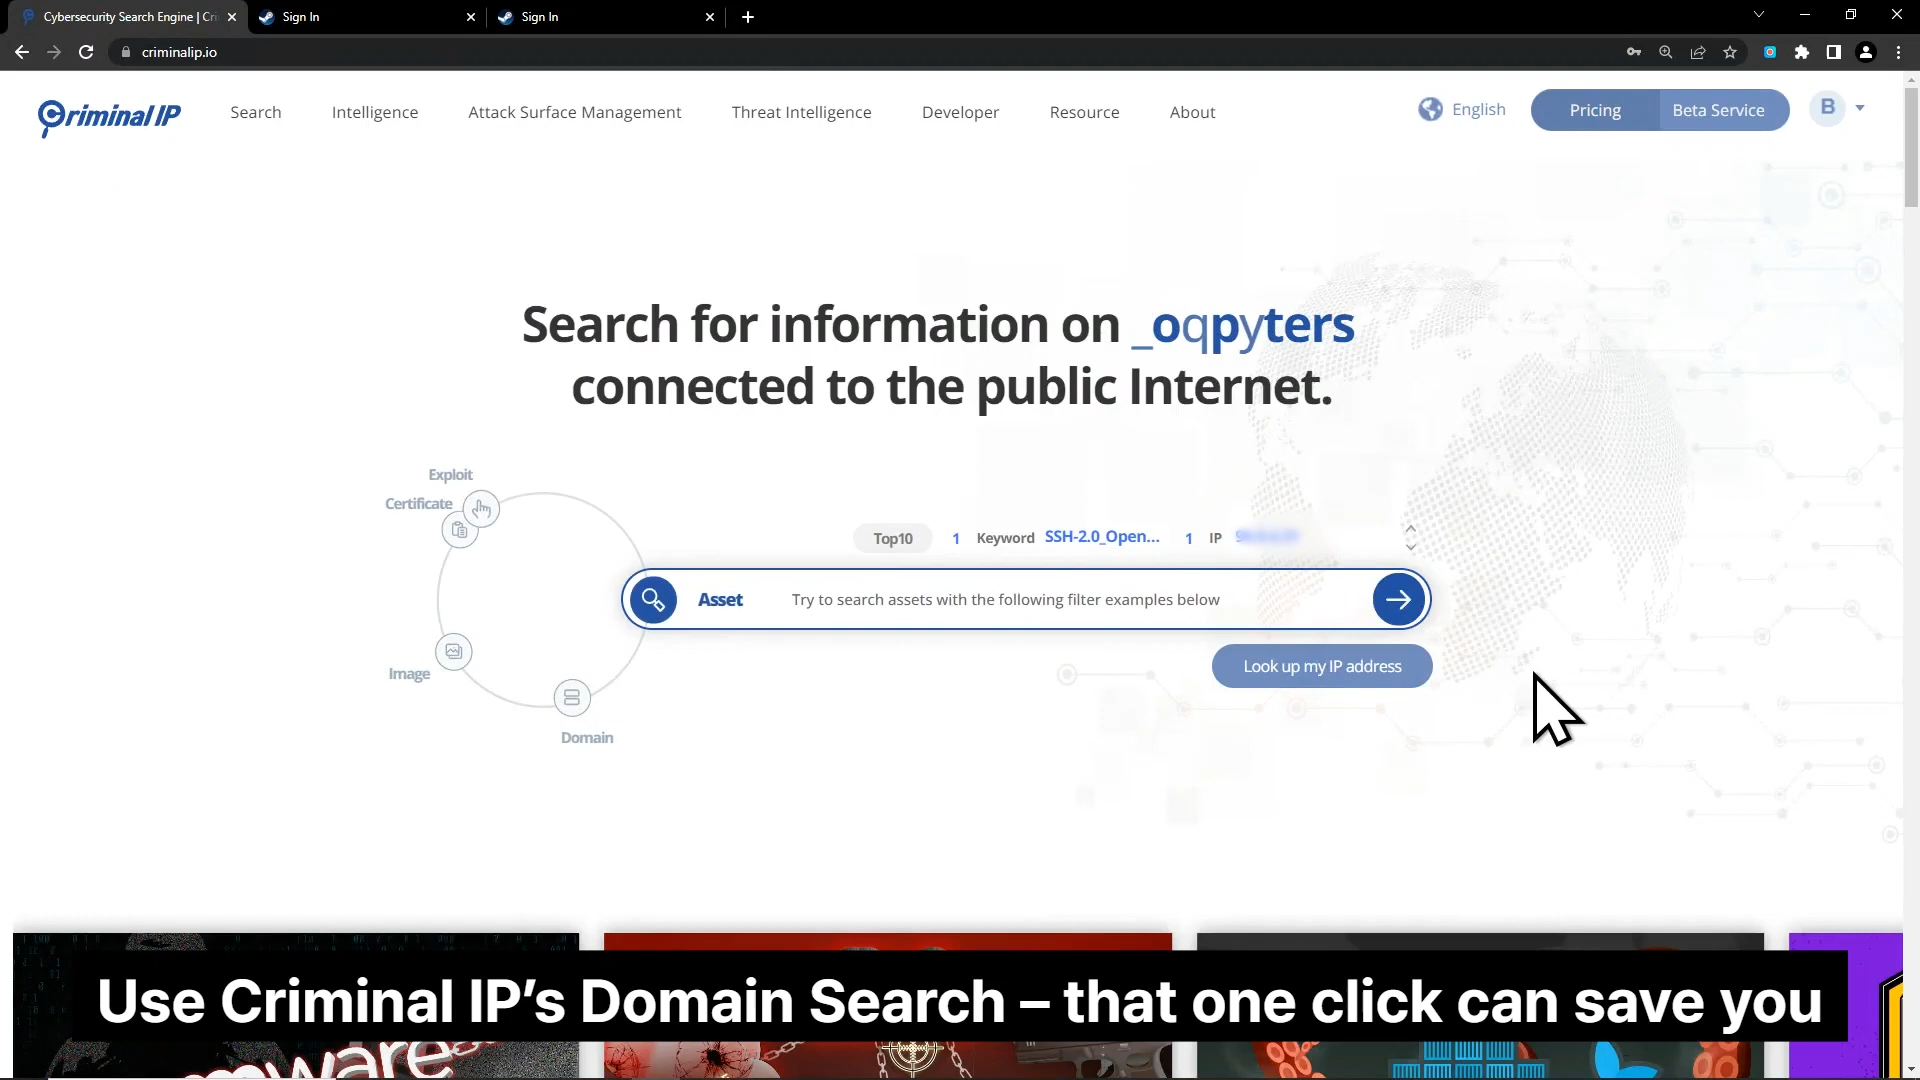 Cybersecurity Search Engine | Cri
Sign In
Sign In
criminalip.io
Criminal IP
Search
Intelligence
Attack Surface Management
Threat Intelligence
Developer
Resource
About
English
Pricing
Beta Service
B
Search for information on _oqpyters
connected to the public Internet.
Exploit
Certificate
Top10
1 Keyword SSH-2.0_Open...
1 IP
Asset
Try to search assets with the following filter examples below
Image
Look up my IP address
Domain
Use Criminal IP’s Domain Search – that one click can save you